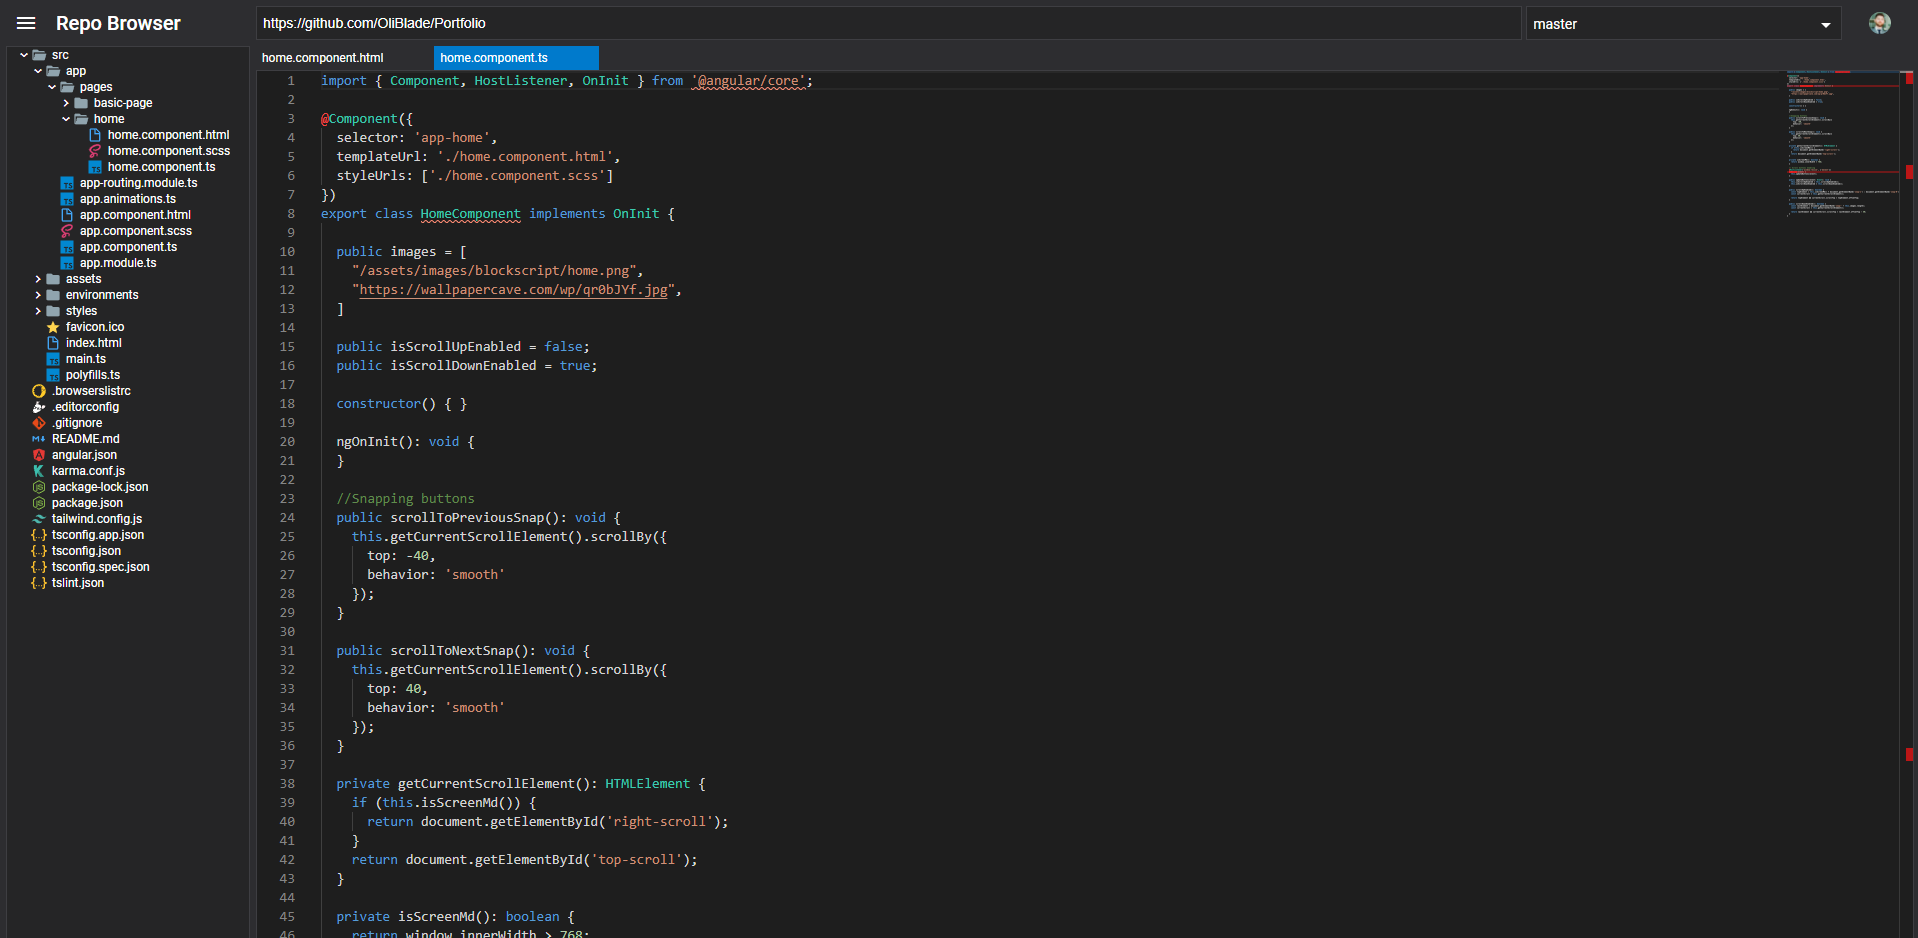 Repo Browser
https://github.com/OliBlade/Portfolio
master
src
app
pages
basic-page
home
home.component.html
home.component.scss
home.component.ts
app-routing.module.ts
app.animations.ts
app.component.html
app.component.scss
app.component.ts
app.module.ts
assets
environments
styles
favicon.ico
index.html
main.ts
polyfills.ts
.browserslistrc
.editorconfig
.gitignore
README.md
angular.json
karma.conf.js
package-lock.json
package.json
tailwind.config.js
tsconfig.app.json
tsconfig.json
tsconfig.spec.json
tslint.json
home.component.html
home.component.ts
1 import { Component, HostListener, OnInit } from '@angular/core';
2
3 @Component({
4 selector: 'app-home',
5 templateUrl: './home.component.html',
6 styleUrls: ['./home.component.scss']
7 })
8 export class HomeComponent implements OnInit {
9
10 public images = [
11 "/assets/images/blockscript/home.png",
12 "https://wallpapercave.com/wp/qr0bJYf.jpg",
13 ]
14
15 public isScrollUpEnabled = false;
16 public isScrollDownEnabled = true;
17
18 constructor() { }
19
20 ngOnInit(): void {
21 }
22
23 //Snapping buttons
24 public scrollToPreviousSnap(): void {
25 this.getCurrentScrollElement().scrollBy({
26 top: -40,
27 behavior: 'smooth'
28 });
29 }
30
31 public scrollToNextSnap(): void {
32 this.getCurrentScrollElement().scrollBy({
33 top: 40,
34 behavior: 'smooth'
35 });
36 }
37
38 private getCurrentScrollElement(): HTMLElement {
39 if (this.isScreenMd()) {
40 return document.getElementById('right-scroll');
41 }
42 return document.getElementById('top-scroll');
43 }
44
45 private isScreenMd(): boolean {
46 return window.innerWidth > 768;